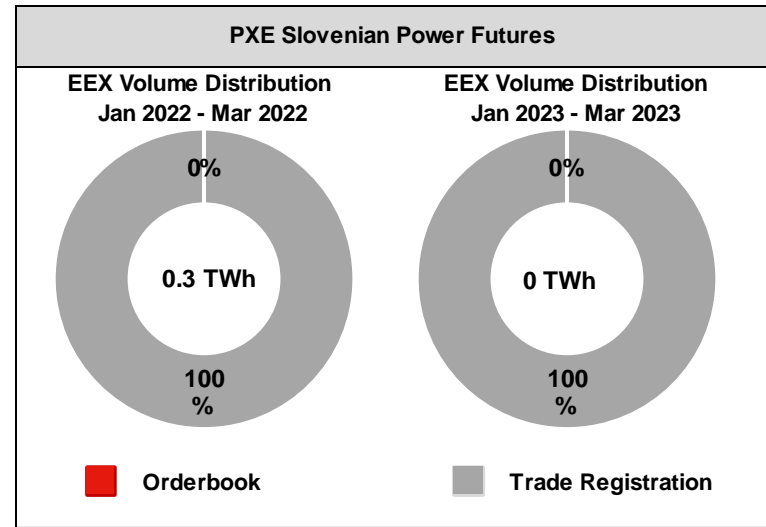 PXE Slovenian Power Futures
EEX Volume Distribution
Jan 2022 - Mar 2022
0%
0.3 TWh
100
%
EEX Volume Distribution
Jan 2023 - Mar 2023
0%
0 TWh
100
%
Orderbook
Trade Registration